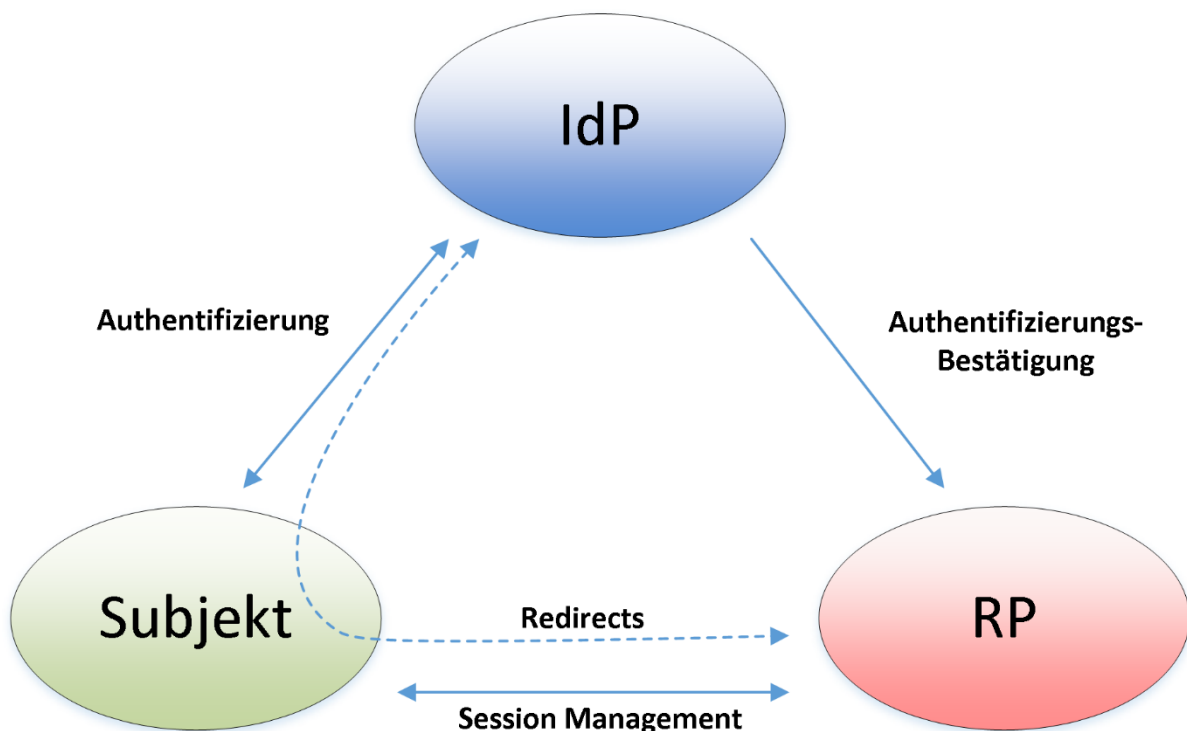 IdP
Authentifizierung
Authentifizierungs-
Bestätigung
Subjekt
Redirects
RP
Session Management